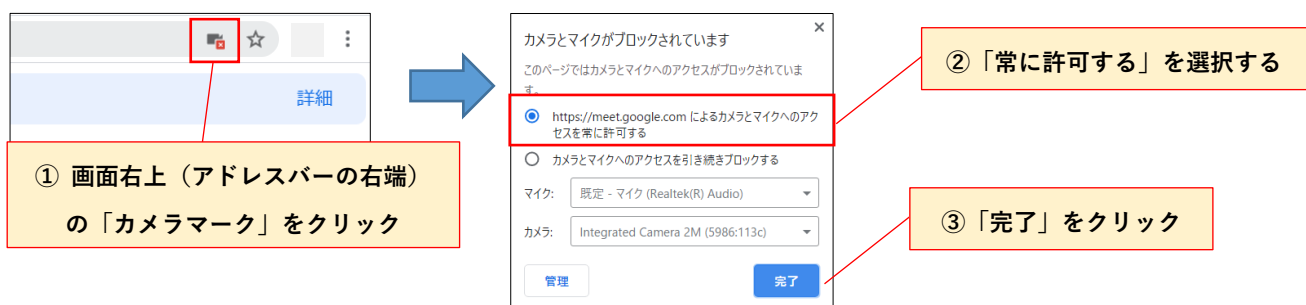 詳細
① 画面右上（アドレスバーの右端）
の「カメラマーク」をクリック
カメラとマイクがブロックされています
このページではカメラとマイクへのアクセスがブロックされていま
す。
https://meet.google.com によるカメラとマイクへのアク
セスを常に許可する
カメラとマイクへのアクセスを引き続きブロックする
マイク: 既定 - マイク (Realtek(R) Audio)
カメラ: Integrated Camera 2M (5986:113c)
管理 完了
②「常に許可する」を選択する
③「完了」をクリック